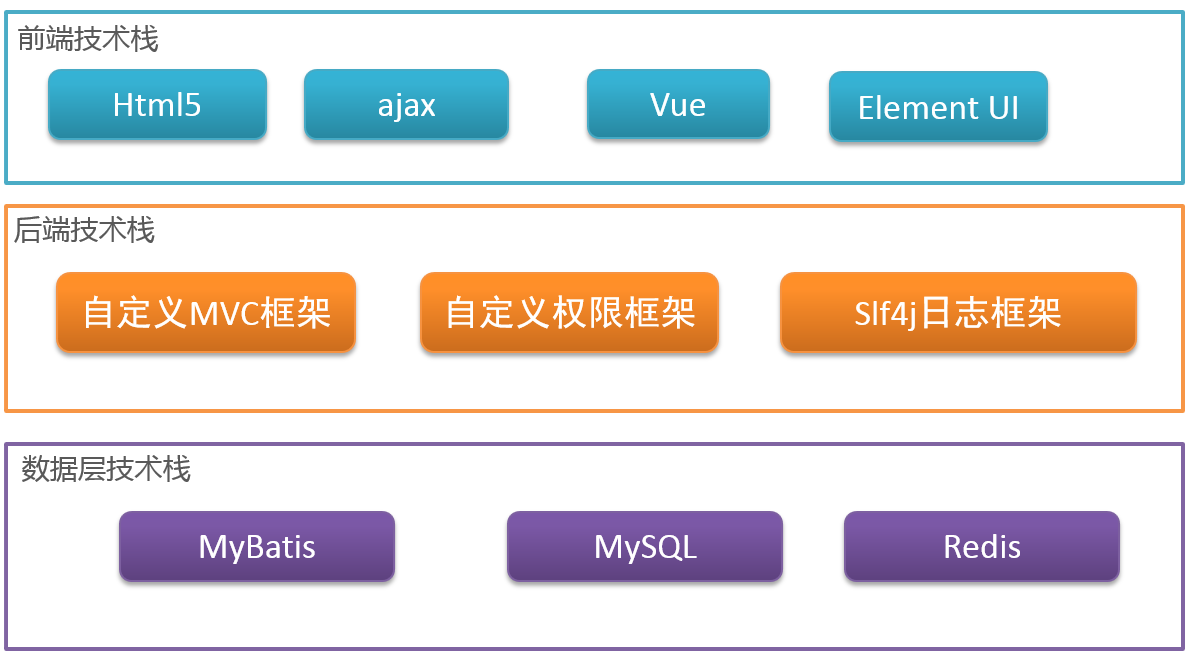 前端技术栈
Html5 ajax Vue Element UI
后端技术栈
自定义MVC框架 自定义权限框架 Slf4j日志框架
数据层技术栈
MyBatis MySQL Redis